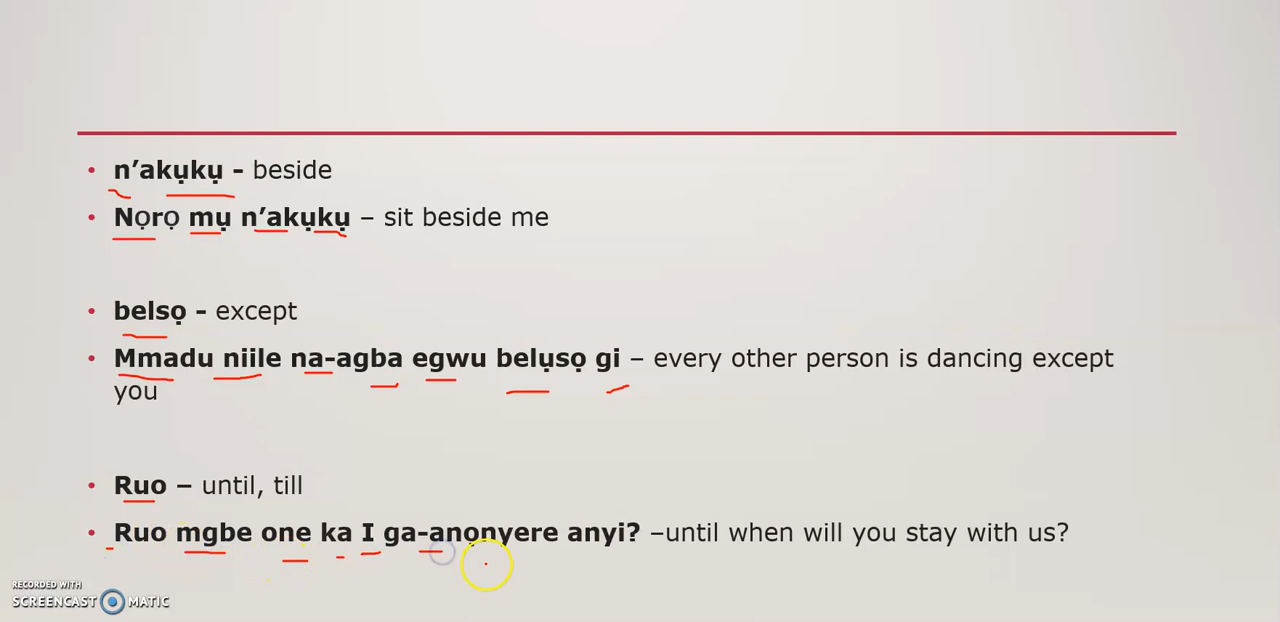 n’akụkụ - beside
Nọrọ mụ n’akụkụ – sit beside me
belsọ - except
Mmadu niile na-agba egwu belụsọ gi – every other person is dancing except
you
Ruo – until, till
Ruo mgbe one ka I ga-anonyere anyi? –until when will you stay with us?
RECORDED WITH
SCREENCAST MATIC